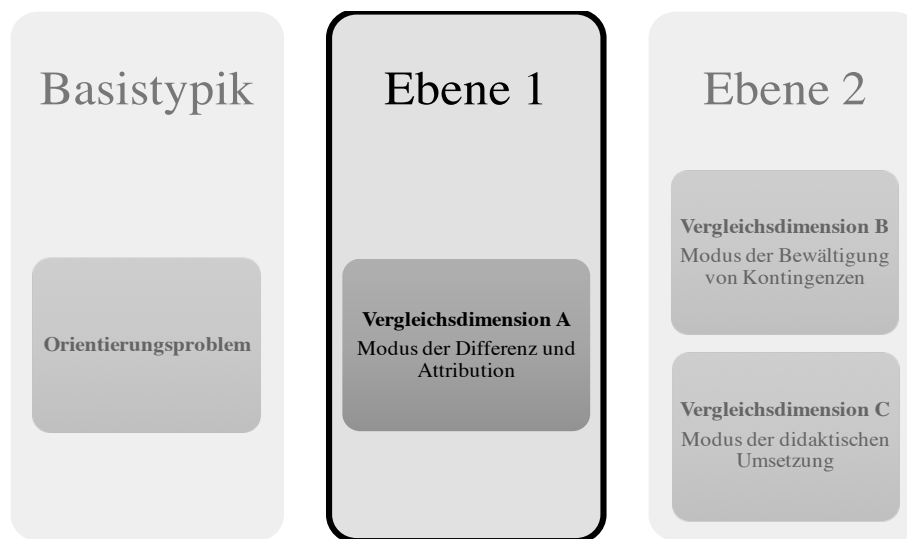 Basistypik
Orientierungsproblem
Ebene 1
Vergleichsdimension A
Modus der Differenz und
Attribution
Ebene 2
Vergleichsdimension B
Modus der Bewältigung
von Kontingenzen
Vergleichsdimension C
Modus der didaktischen
Umsetzung